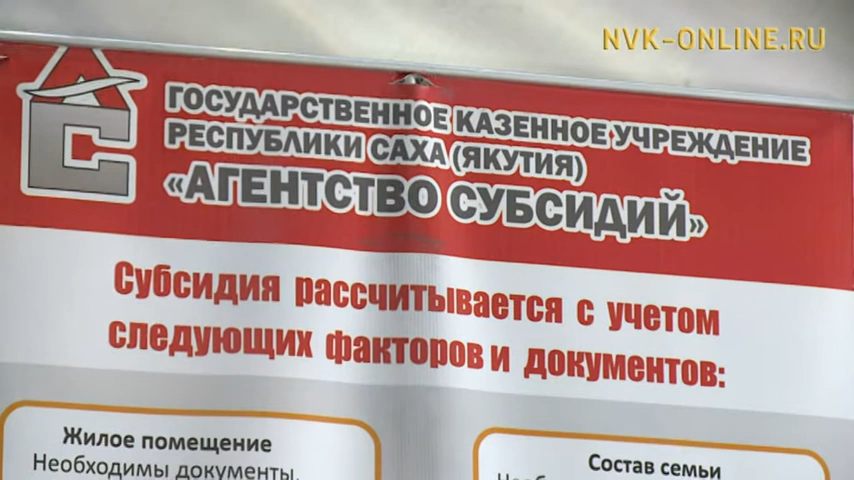 NVK-ONLINE.RU
ГОСУДАРСТВЕННОЕ КАЗЕННОЕ УЧРЕЖДЕНИЕ
РЕСПУБЛИКИ САХА (ЯКУТИЯ)
«АГЕНТСТВО СУБСИДИЙ»
Субсидия рассчитывается с учетом
следующих факторов и документов:
Жилое помещение
Необходимы документы,
Состав семьи